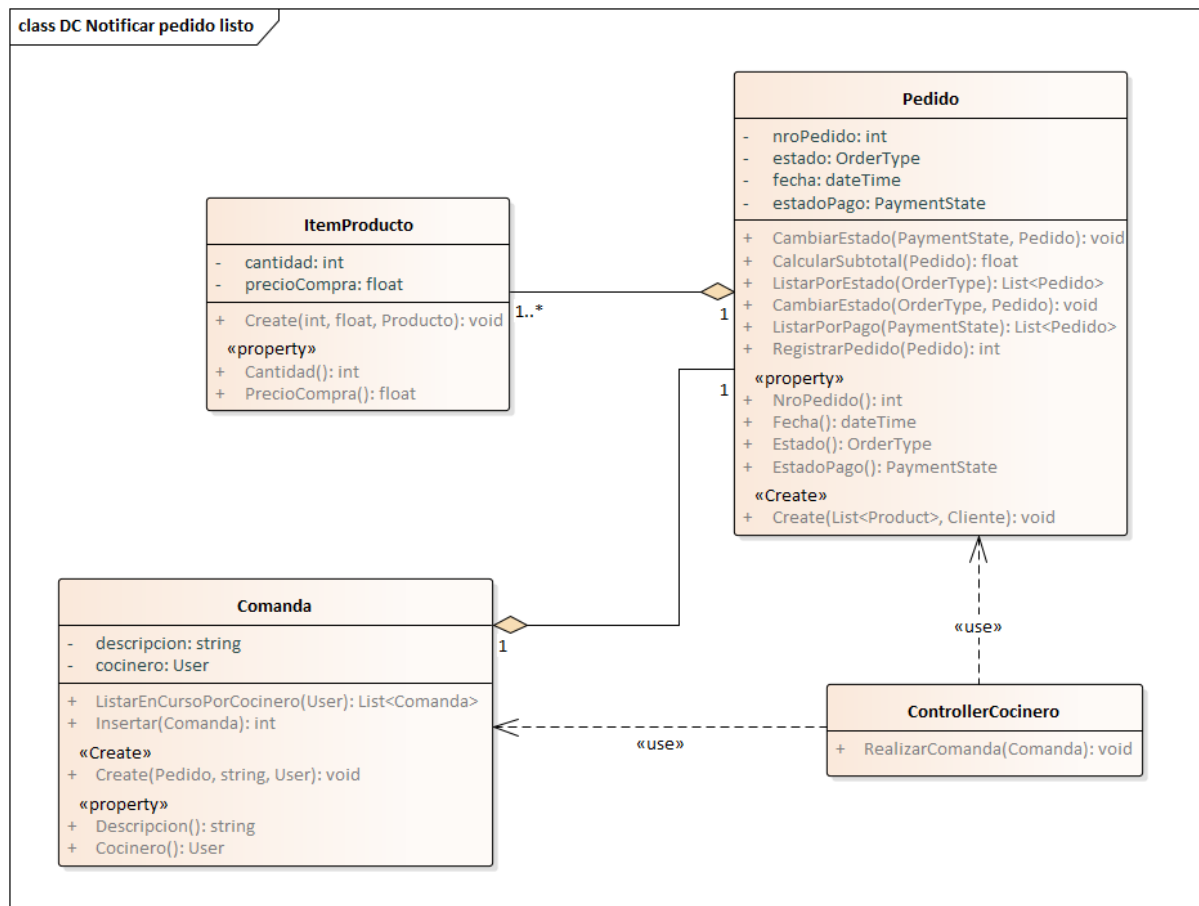 class DC Notificar pedido listo
Pedido
- nroPedido: int
- estado: OrderType
- fecha: dateTime
- estadoPago: PaymentState
+ CambiarEstado(PaymentState, Pedido): void
+ CalcularSubtotal(Pedido): float
+ ListarPorEstado(OrderType): List<Pedido>
+ CambiarEstado(OrderType, Pedido): void
+ ListarPorPago(PaymentState): List<Pedido>
+ RegistrarPedido(Pedido): int
«property»
+ NroPedido(): int
+ Fecha(): dateTime
+ Estado(): OrderType
+ EstadoPago(): PaymentState
«Create»
+ Create(List<Product>, Cliente): void
ItemProducto
- cantidad: int
- precioCompra: float
+ Create(int, float, Producto): void
«property»
+ Cantidad(): int
+ PrecioCompra(): float
1..*
1
1
Comanda
- descripcion: string
- cocinero: User
+ ListarEnCursoPorCocinero(User): List<Comanda>
+ Insertar(Comanda): int
«Create»
+ Create(Pedido, string, User): void
«property»
+ Descripcion(): string
+ Cocinero(): User
1
«use»
«use»
ControllerCocinero
+ RealizarComanda(Comanda): void